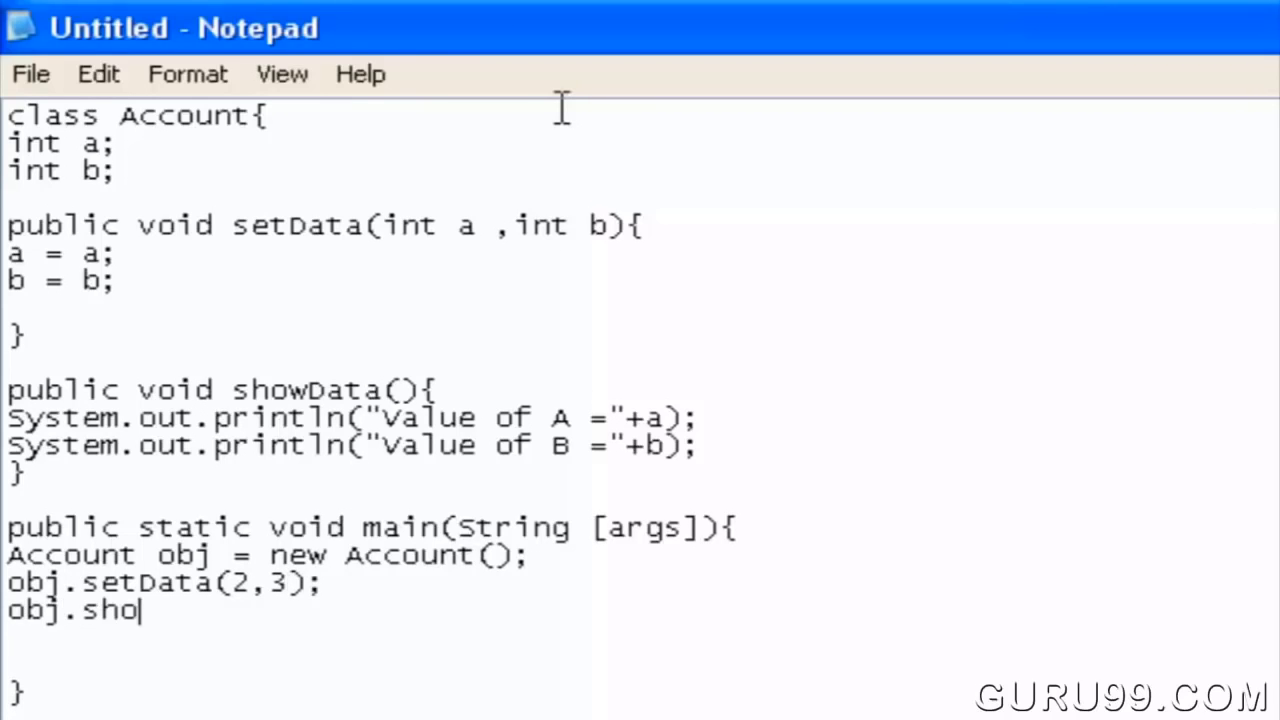 Untitled - Notepad
File Edit Format View Help
class Account{
int a;
int b;
public void setData(int a ,int b){
a = a;
b = b;
}
public void showData(){
System.out.println("Value of A ="+a);
System.out.println("Value of B ="+b);
}
public static void main(String [args]){
Account obj = new Account();
obj.setData(2,3);
obj.sho
}
GURU99.COM